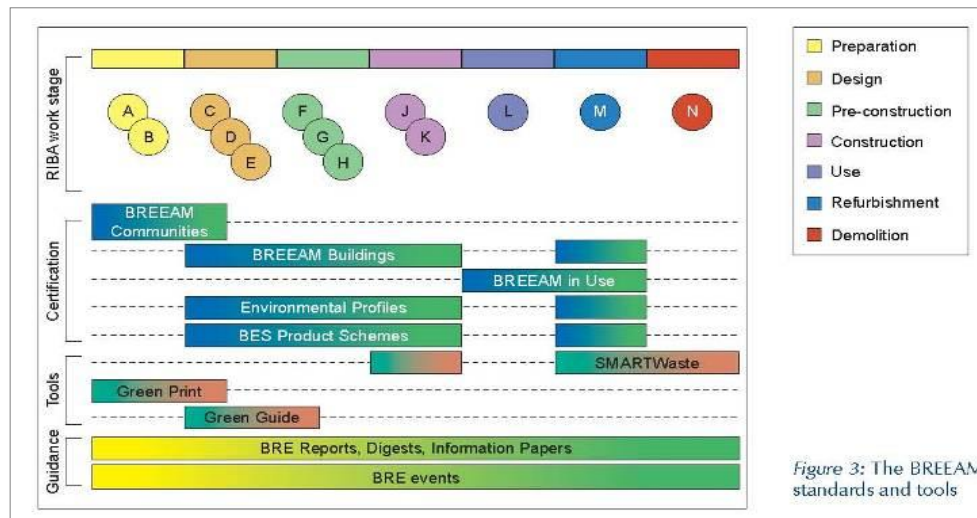 RIBA work stage
A
B
C
D
E
F
G
H
J
K
L
M
N
Preparation
Design
Pre-construction
Construction
Use
Refurbishment
Demolition
Certification
BREEAM
Communities
BREEAM Buildings
BREEAM in Use
Environmental Profiles
BES Product Schemes
Tools
SMARTWaste
Green Print
Green Guide
Guidance
BRE Reports, Digests, Information Papers
BRE events
Figure 3: The BREEAM
standards and tools